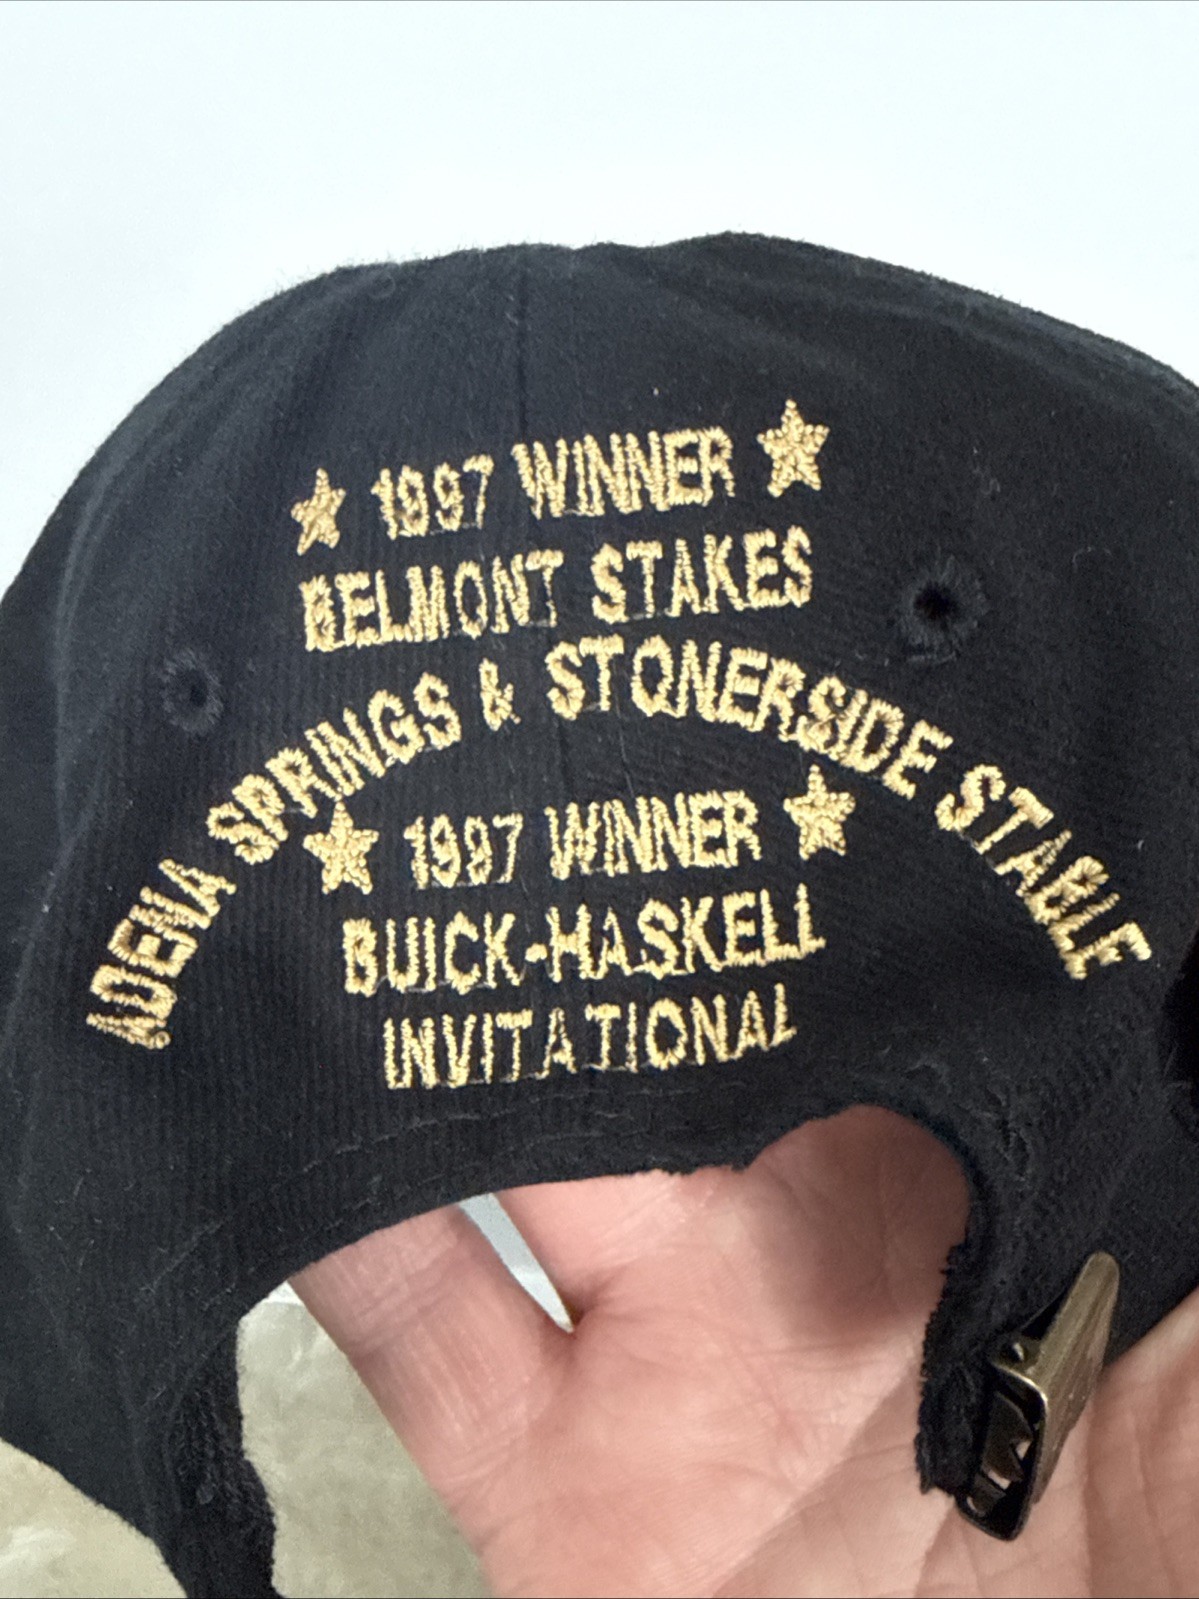 1997 WINNER
BELMONT STAKES
ADENA SPRINGS & STONERSIDE STABLE
1997 WINNER
BUICK-HASKELL
INVITATIONAL